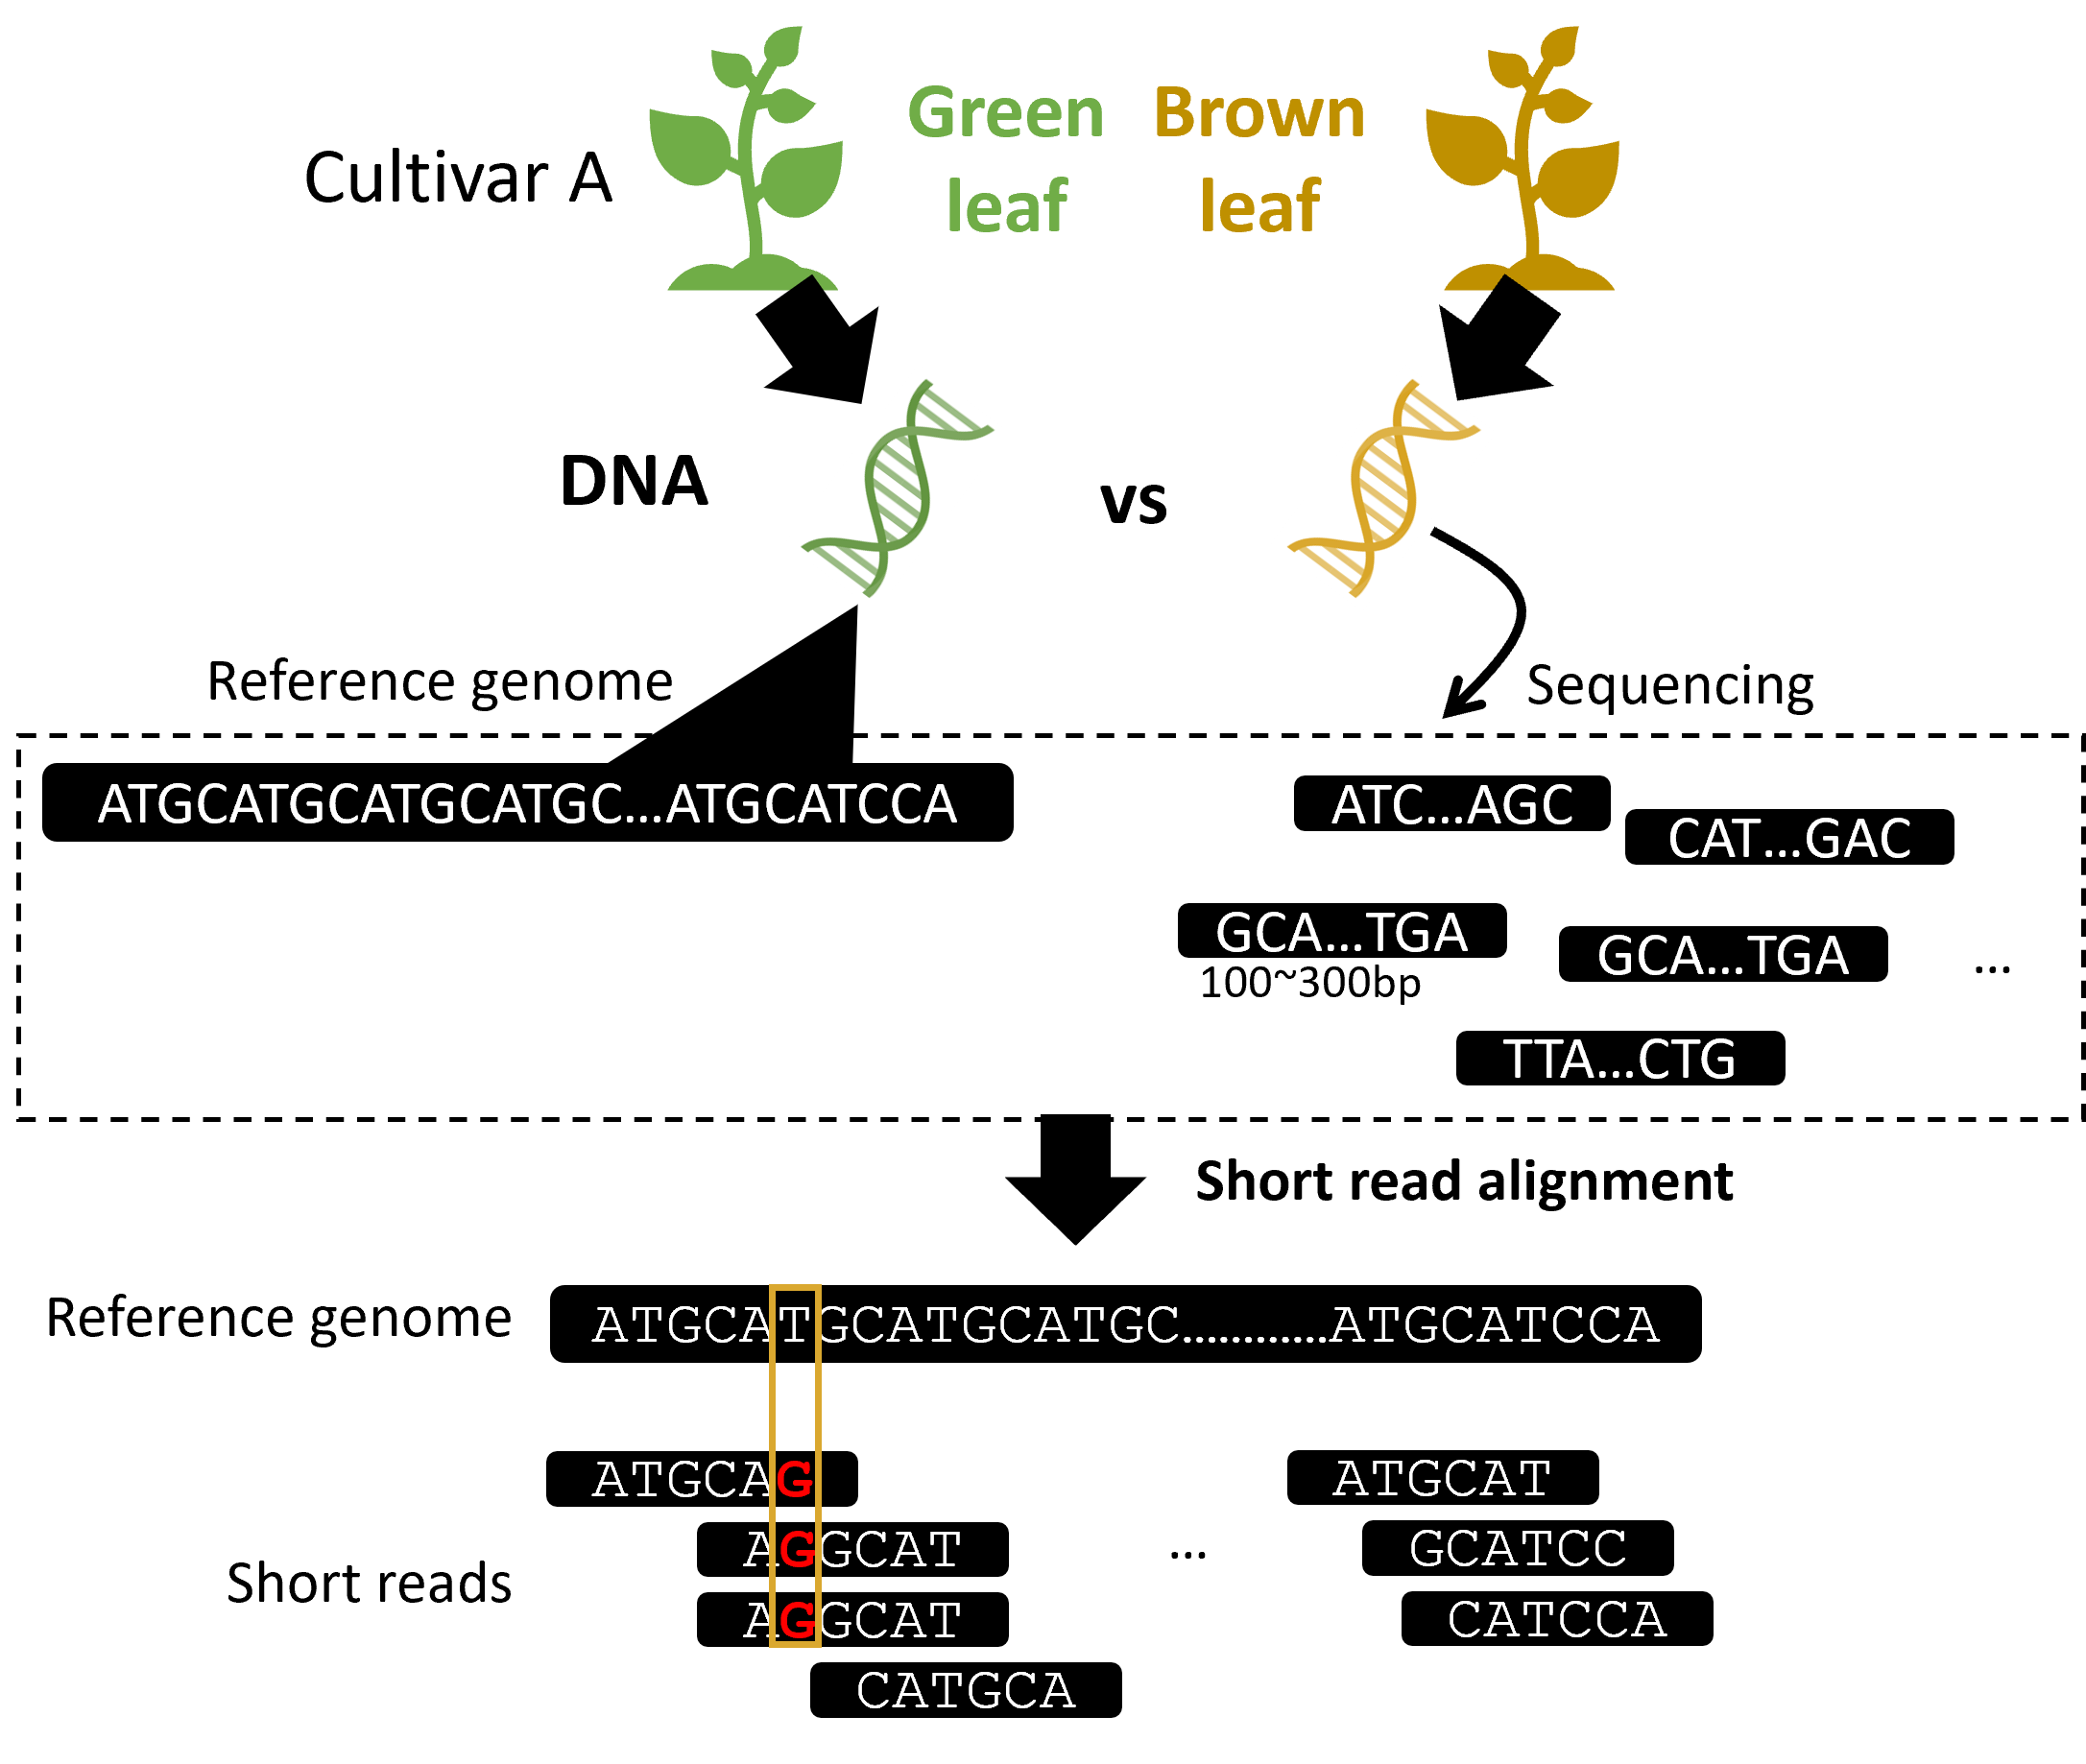 Cultivar A
Green
leaf
Brown
leaf
DNA
vs
Reference genome
Sequencing
ATGCATGCATGCATGC...ATGCATCCA
ATC...AGC
CAT...GAC
GCA...TGA
100~300bp
GCA...TGA
...
TTA...CTG
Short read alignment
Reference genome
ATGCATGCATGCATGC............ATGCATCCA
Short reads
ATGCAG
AGGCAT
AGGCAT
CATGCA
...
ATGCAT
GCATCC
CATCCA